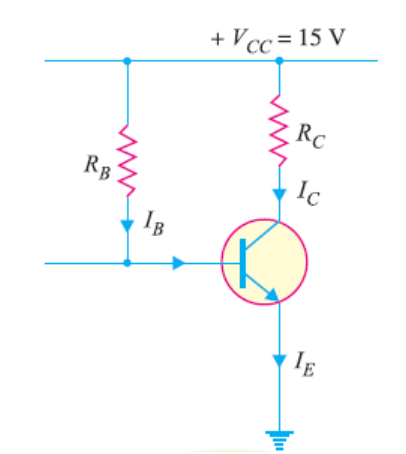 + V_CC = 15 V
R_B
R_C
I_C
I_B
I_E